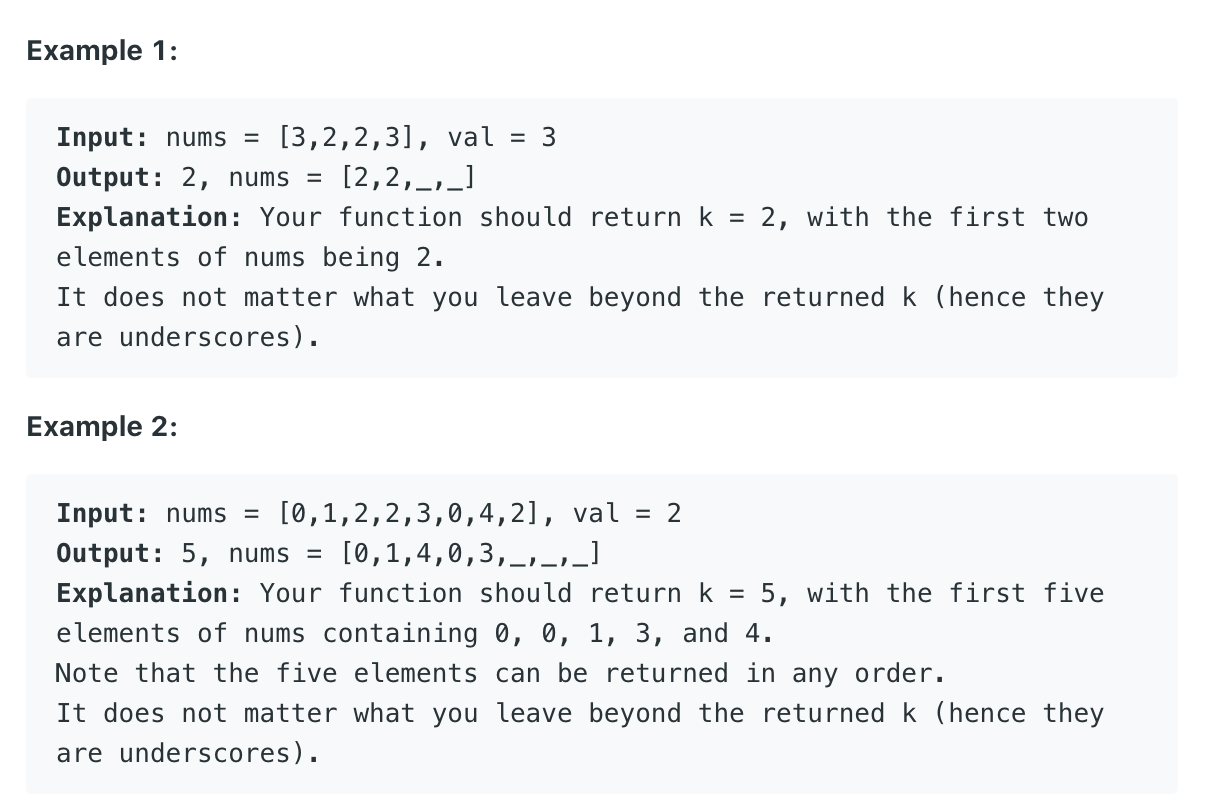 Example 1:
Input: nums = [3,2,2,3], val = 3
Output: 2, nums = [2,2,_,_]
Explanation: Your function should return k = 2, with the first two
elements of nums being 2.
It does not matter what you leave beyond the returned k (hence they
are underscores).
Example 2:
Input: nums = [0,1,2,2,3,0,4,2], val = 2
Output: 5, nums = [0,1,4,0,3,_,_,_]
Explanation: Your function should return k = 5, with the first five
elements of nums containing 0, 0, 1, 3, and 4.
Note that the five elements can be returned in any order.
It does not matter what you leave beyond the returned k (hence they
are underscores).